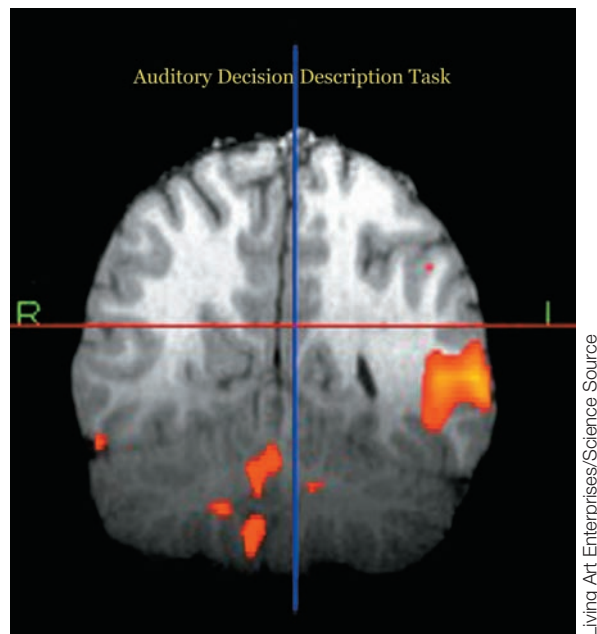 Auditory Decision Description Task
R
l
Living Art Enterprises/Science Source